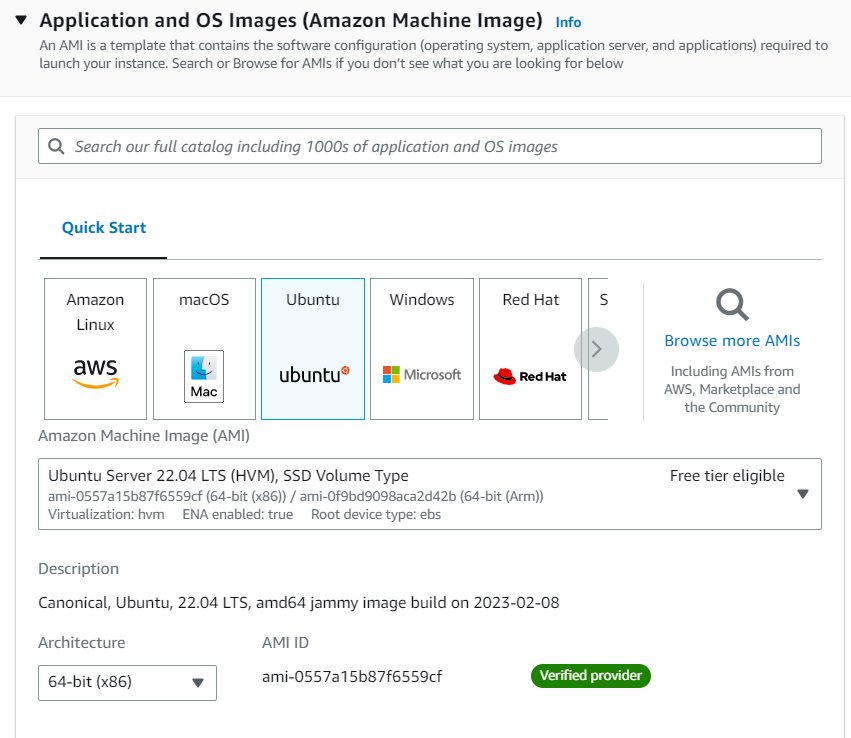 Application and OS Images (Amazon Machine Image) Info
An AMI is a template that contains the software configuration (operating system, application server, and applications) required to
launch your instance. Search or Browse for AMIs if you don't see what you are looking for below
Search our full catalog including 1000s of application and OS images
Quick Start
Amazon
Linux
aws
macOS
Mac
Ubuntu
ubuntu
Windows
Microsoft
Red Hat
Red Hat
S
Browse more AMIs
Including AMIs from
AWS, Marketplace and
the Community
Amazon Machine Image (AMI)
Ubuntu Server 22.04 LTS (HVM), SSD Volume Type Free tier eligible
ami-0557a15b87f6559cf (64-bit (x86)) / ami-0f9bd9098aca2d42b (64-bit (Arm))
Virtualization: hvm ENA enabled: true Root device type: ebs
Description
Canonical, Ubuntu, 22.04 LTS, amd64 jammy image build on 2023-02-08
Architecture AMI ID
64-bit (x86) ami-0557a15b87f6559cf Verified provider